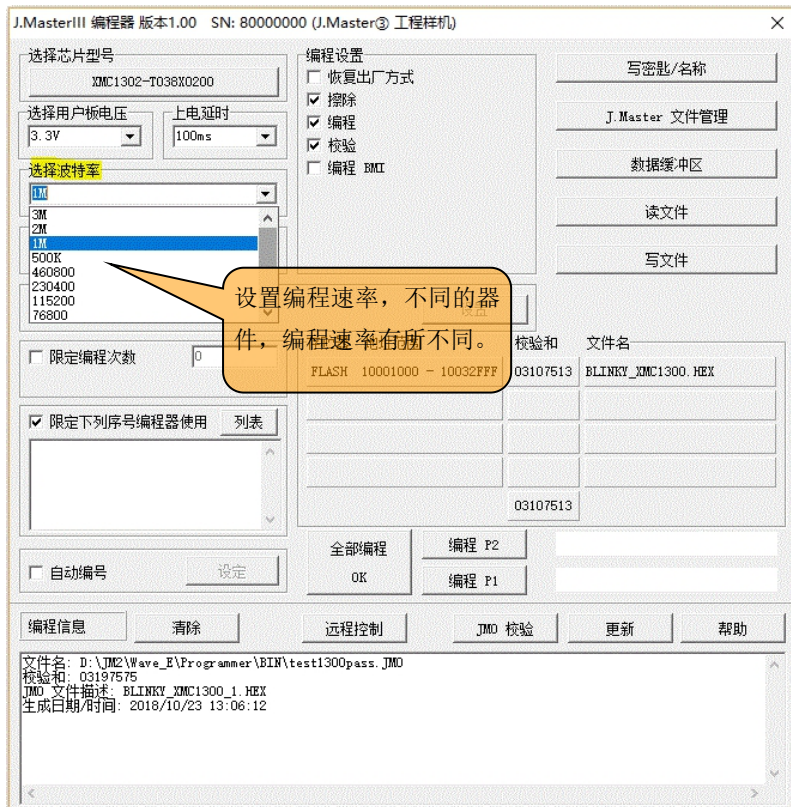 J.MasterIII 编程器 版本1.00 SN: 80000000 (J.Master③ 工程样机)
选择芯片型号
XMC1302-T038X0200
选择用户板电压
3.3V
上电延时
100ms
选择波特率
1M
3M
2M
1M
500K
460800
230400
115200
76800
编程设置
恢复出厂方式
擦除
编程
校验
编程 BMI
写密匙/名称
J.Master 文件管理
数据缓冲区
读文件
写文件
设置编程速率，不同的器
件，编程速率有所不同。
限定编程次数
0
校验和
文件名
FLASH 10001000 - 10032FFF
03107513
BLINKY_XMC1300.HEX
03107513
限定下列序号编程器使用
列表
自动编号
设定
全部编程
OK
编程 P2
编程 P1
编程信息
清除
远程控制
JMO 校验
更新
帮助
文件名: D:\JM2\Wave_E\Programmer\BIN\test1300pass.JMO
校验和: 03197575
JMO 文件描述: BLINKY_XMC1300_1.HEX
生成日期/时间: 2018/10/23 13:06:12